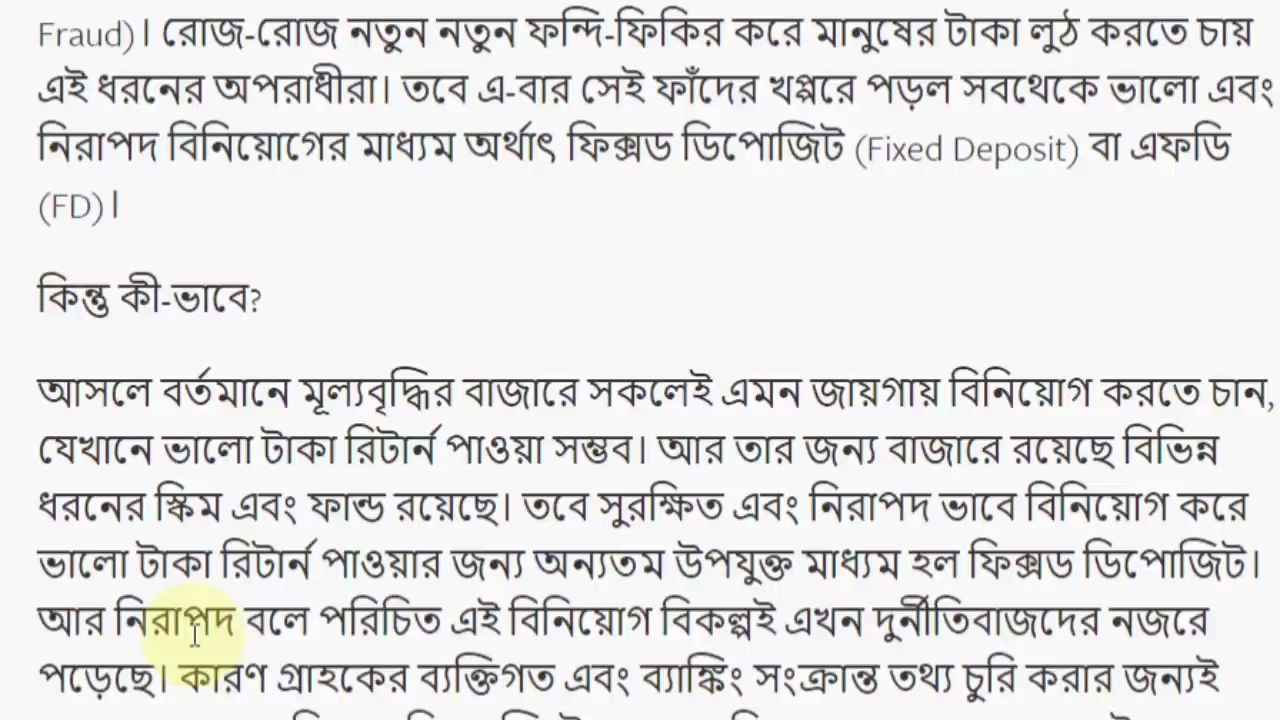 Fraud)। রোজ-রোজ নতুন নতুন ফন্দি-ফিকির করে মানুষের টাকা লুঠ করতে চায়
এই ধরনের অপরাধীরা। তবে এ-বার সেই ফাঁদের খপ্পরে পড়ল সবথেকে ভালো এবং
নিরাপদ বিনিয়োগের মাধ্যম অর্থাৎ ফিক্সড ডিপোজিট (Fixed Deposit) বা এফডি
(FD)।
কিন্তু কী-ভাবে?
আসলে বর্তমানে মূল্যবৃদ্ধির বাজারে সকলেই এমন জায়গায় বিনিয়োগ করতে চান,
যেখানে ভালো টাকা রিটার্ন পাওয়া সম্ভব। আর তার জন্য বাজারে রয়েছে বিভিন্ন
ধরনের স্কিম এবং ফান্ড রয়েছে। তবে সুরক্ষিত এবং নিরাপদ ভাবে বিনিয়োগ করে
ভালো টাকা রিটার্ন পাওয়ার জন্য অন্যতম উপযুক্ত মাধ্যম হল ফিক্সড ডিপোজিট।
আর নিরাপদ বলে পরিচিত এই বিনিয়োগ বিকল্পই এখন দুর্নীতিবাজদের নজরে
পড়েছে। কারণ গ্রাহকের ব্যক্তিগত এবং ব্যাঙ্কিং সংক্রান্ত তথ্য চুরি করার জন্যই